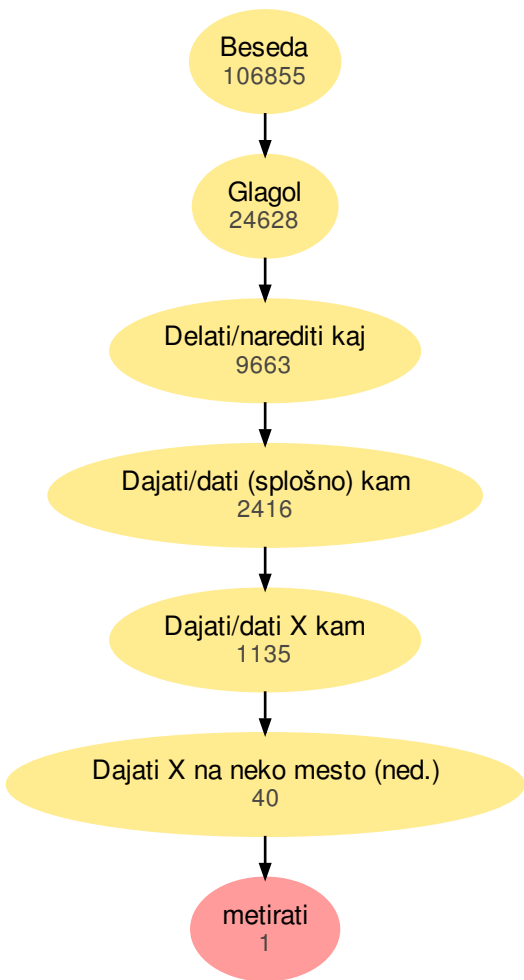 Beseda
106855
Glagol
24628
Delati/narediti kaj
9663
Dajati/dati (splošno) kam
2416
Dajati/dati X kam
1135
Dajati X na neko mesto (ned.)
40
metirati
1